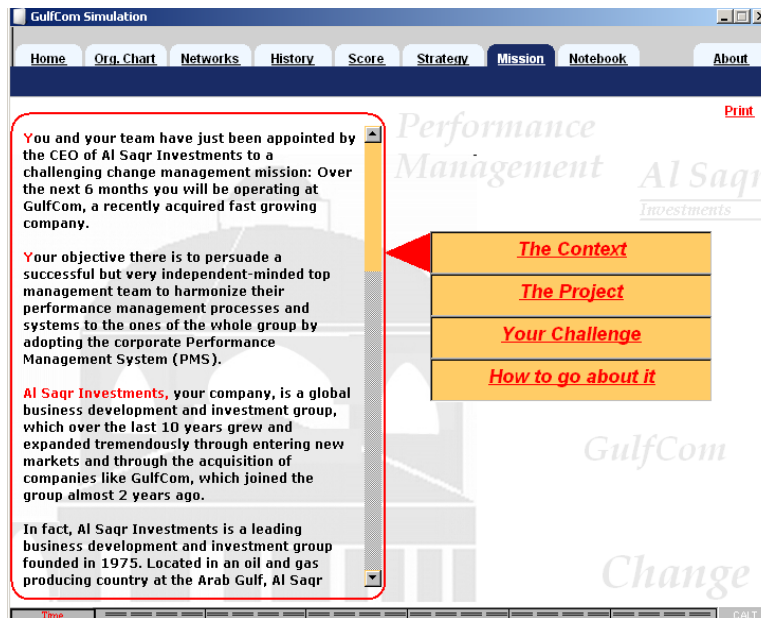 GulfCom Simulation
Home Org. Chart Networks History Score Strategy Mission Notebook About
Print
You and your team have just been appointed by
the CEO of Al Saqr Investments to a
challenging change management mission: Over
the next 6 months you will be operating at
GulfCom, a recently acquired fast growing
company.
Your objective there is to persuade a
successful but very independent-minded top
management team to harmonize their
performance management processes and
systems to the ones of the whole group by
adopting the corporate Performance
Management System (PMS).
Al Saqr Investments, your company, is a global
business development and investment group,
which over the last 10 years grew and
expanded tremendously through entering new
markets and through the acquisition of
companies like GulfCom, which joined the
group almost 2 years ago.
In fact, Al Saqr Investments is a leading
business development and investment group
founded in 1975. Located in an oil and gas
producing country at the Arab Gulf, Al Saqr
Performance
Management
Al Saqr
Investments
The Context
The Project
Your Challenge
How to go about it
GulfCom
Change
Time
CALT